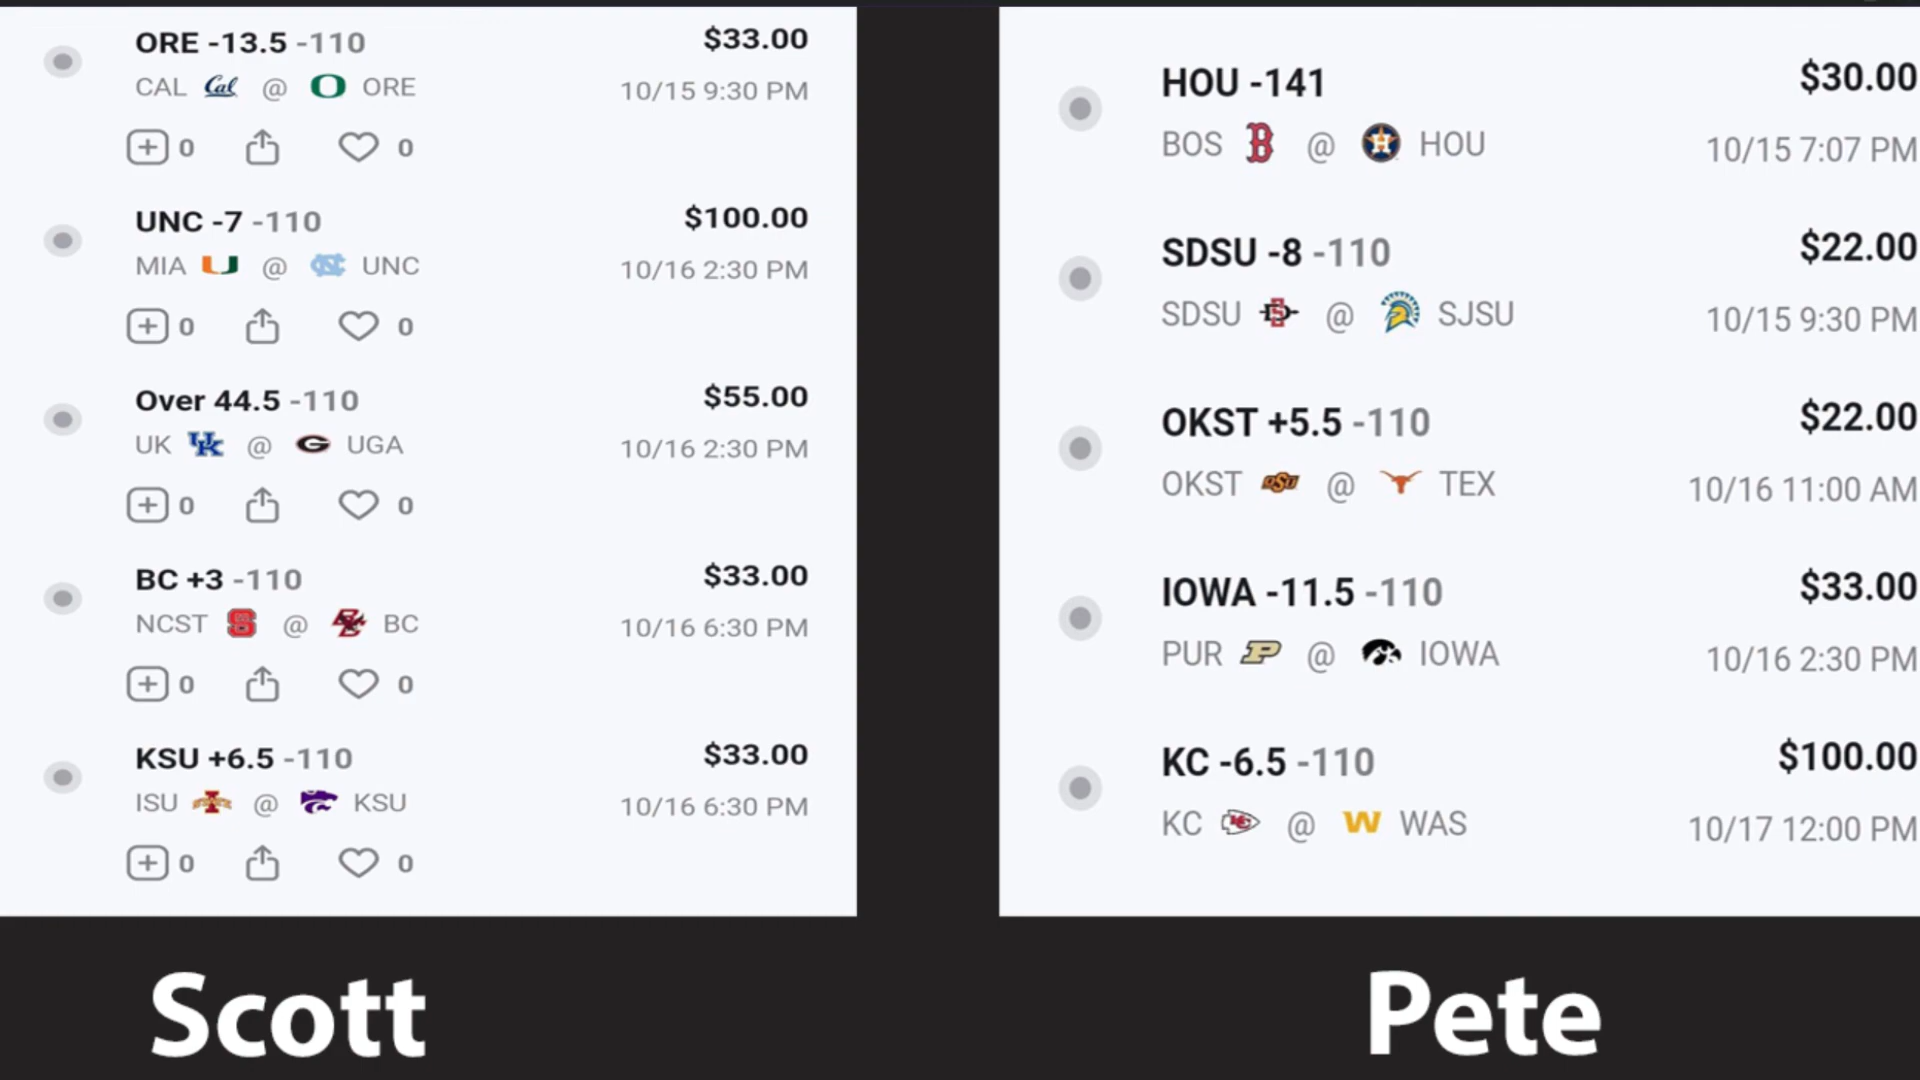 ORE -13.5 -110 $33.00
CAL Cal @ O ORE 10/15 9:30 PM
0 0
UNC -7 -110 $100.00
MIA U @ NC UNC 10/16 2:30 PM
0 0
Over 44.5 -110 $55.00
UK UK @ G UGA 10/16 2:30 PM
0 0
BC +3 -110 $33.00
NCST S @ BC BC 10/16 6:30 PM
0 0
KSU +6.5 -110 $33.00
ISU I @ KSU 10/16 6:30 PM
0 0
Scott
HOU -141 $30.00
BOS B @ H HOU 10/15 7:07 PM
SDSU -8 -110 $22.00
SDSU SD @ SJSU 10/15 9:30 PM
OKST +5.5 -110 $22.00
OKST OSU @ TEX 10/16 11:00 AM
IOWA -11.5 -110 $33.00
PUR P @ IOWA 10/16 2:30 PM
KC -6.5 -110 $100.00
KC KC @ W WAS 10/17 12:00 PM
Pete